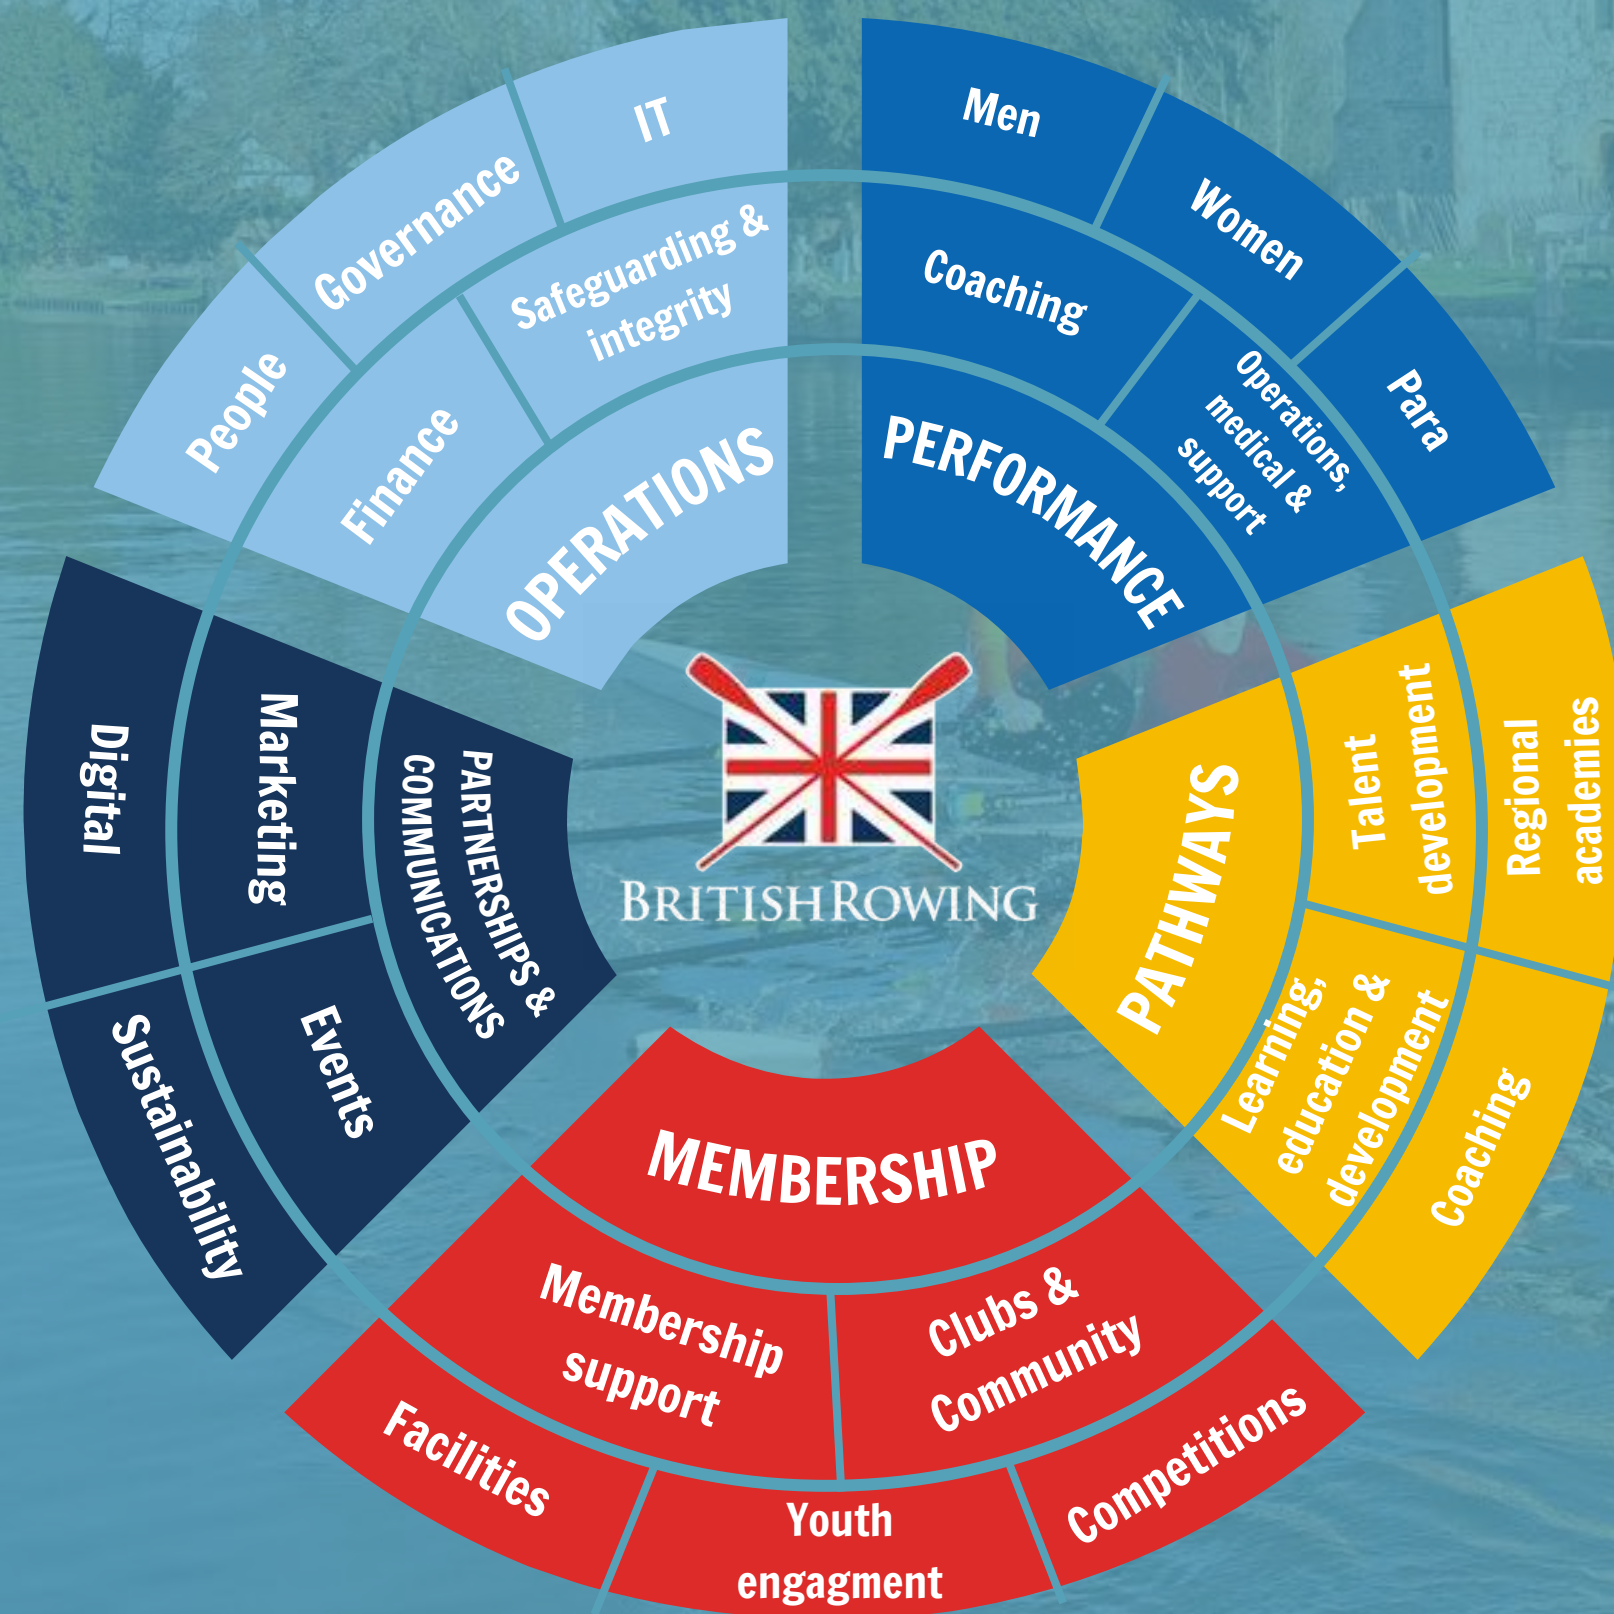 IT
Governance
People
Safeguarding &
integrity
Finance
OPERATIONS
Men
Women
Para
Coaching
Operations,
medical &
support
PERFORMANCE
Regional
academies
Talent
development
PATHWAYS
Learning,
education &
development
Coaching
MEMBERSHIP
Membership
support
Clubs &
Community
Facilities
Youth
engagment
Competitions
PARTNERSHIPS &
COMMUNICATIONS
Marketing
Digital
Events
Sustainability
BRITISHROWING